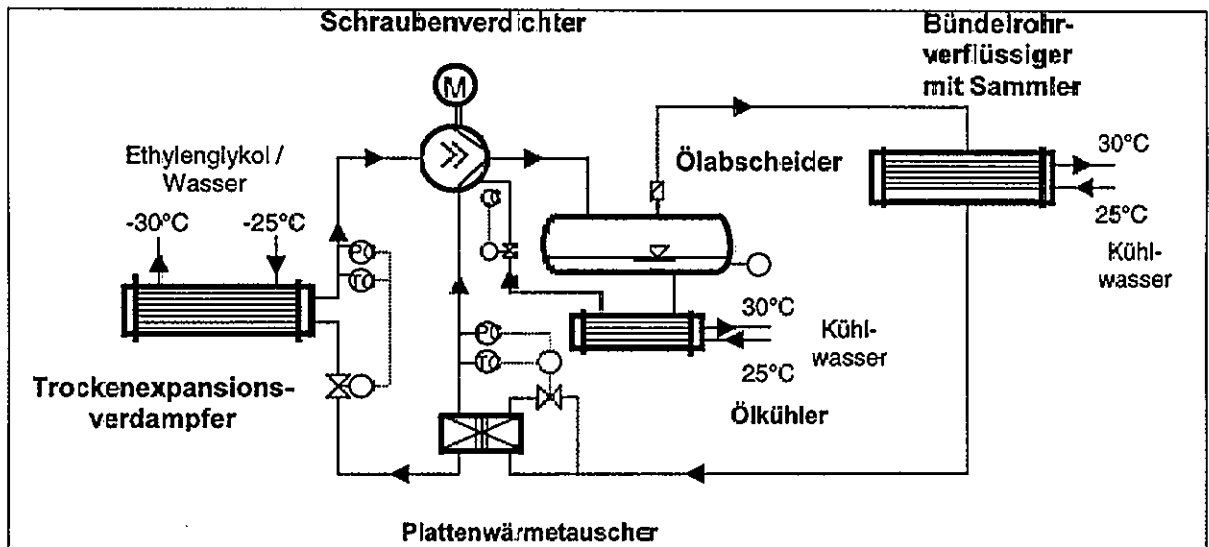 Schraubenverdichter
Bündelrohr-
verflüssiger
mit Sammler
M
Ethylenglykol /
Wasser
-30°C
-25°C
Ölabscheider
30°C
25°C
Kühl-
wasser
PC
TC
PC
TC
30°C
25°C
Kühl-
wasser
Ölkühler
Trockenexpansions-
verdampfer
Plattenwärmetauscher